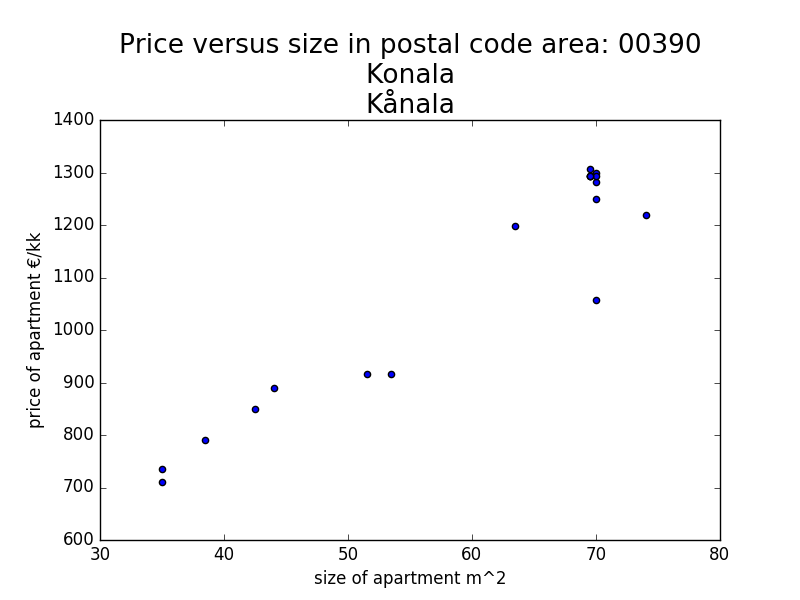 Price versus size in postal code area: 00390
Konala
Kånala
1400
1300
1200
1100
1000
900
800
700
600
price of apartment €/kk
30 40 50 60 70 80
size of apartment m^2